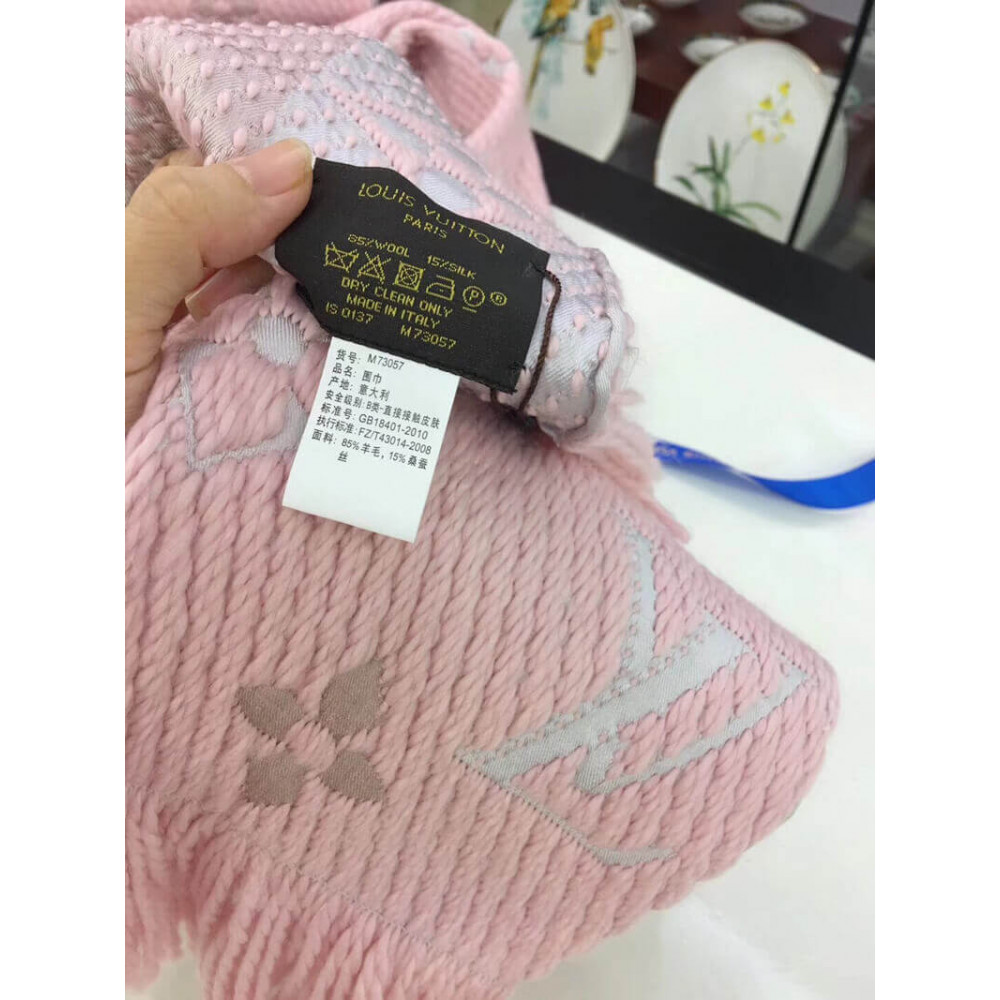 LOUIS VUITTON
PARIS
85%WOOL 15%SILK
P R
DRY CLEAN ONLY
MADE IN ITALY
IS 0137 M73057
货号: M73057
品名: 围巾
产地: 意大利
安全级别: B类-直接接触皮肤
标准号: GB18401-2010
执行标准: FZ/T43014-2008
面料: 85%羊毛, 15%桑蚕
丝
LV